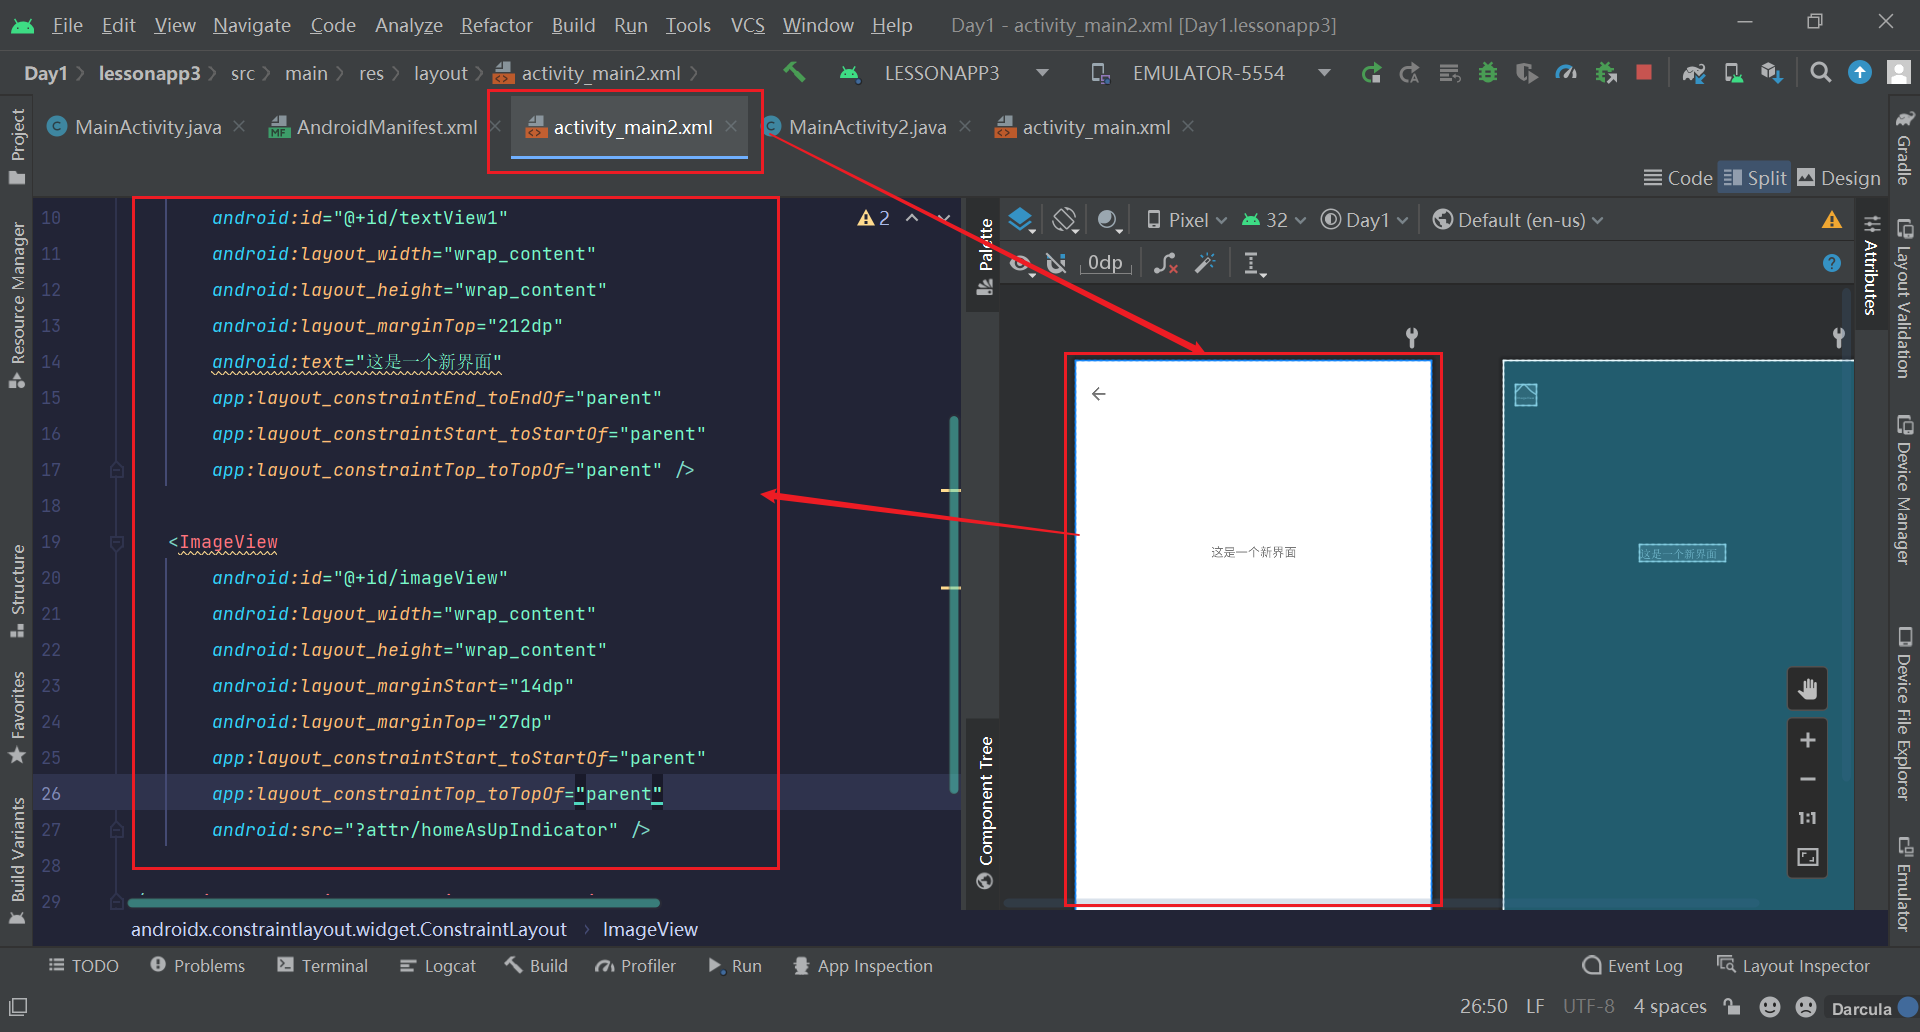 File Edit View Navigate Code Analyze Refactor Build Run Tools VCS Window Help Day1 - activity_main2.xml [Day1.lessonapp3]
Day1 lessonapp3 src main res layout activity_main2.xml LESSONAPP3 EMULATOR-5554
MainActivity.java AndroidManifest.xml activity_main2.xml MainActivity2.java activity_main.xml
Code Split Design
Project
Resource Manager
Structure
Favorites
Build Variants
10 android:id="@+id/textView1"
11 android:layout_width="wrap_content"
12 android:layout_height="wrap_content"
13 android:layout_marginTop="212dp"
14 android:text="这是一个新界面"
15 app:layout_constraintEnd_toEndOf="parent"
16 app:layout_constraintStart_toStartOf="parent"
17 app:layout_constraintTop_toTopOf="parent" />
18
19 <ImageView
20 android:id="@+id/imageView"
21 android:layout_width="wrap_content"
22 android:layout_height="wrap_content"
23 android:layout_marginStart="14dp"
24 android:layout_marginTop="27dp"
25 app:layout_constraintStart_toStartOf="parent"
26 app:layout_constraintTop_toTopOf="parent"
27 android:src="?attr/homeAsUpIndicator" />
28
29
2
Palette
Component Tree
Pixel 32 Day1 Default (en-us)
0dp
这是一个新界面
这是一个新界面
1:1
Attributes
Gradle
Layout Validation
Device Manager
Device File Explorer
Emulator
androidx.constraintlayout.widget.ConstraintLayout ImageView
TODO Problems Terminal Logcat Build Profiler Run App Inspection Event Log Layout Inspector
26:50 LF UTF-8 4 spaces Darcula